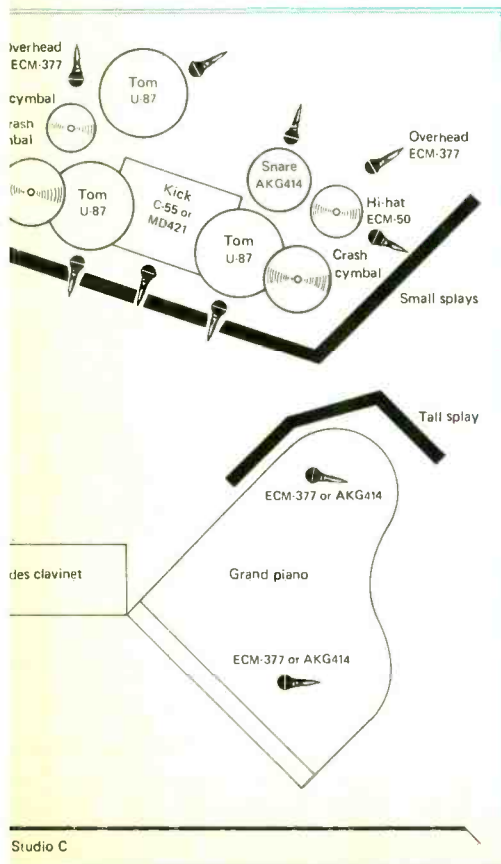 Overhead
ECM-377
cymbal
Tom
U-87
Crash
cymbal
Tom
U-87
Kick
C-55 or
MD421
Snare
AKG414
Overhead
ECM-377
Hi-hat
ECM-50
Tom
U-87
Crash
cymbal
Small splays
Tall splay
ECM-377 or AKG414
des clavinet
Grand piano
ECM-377 or AKG414
Studio C